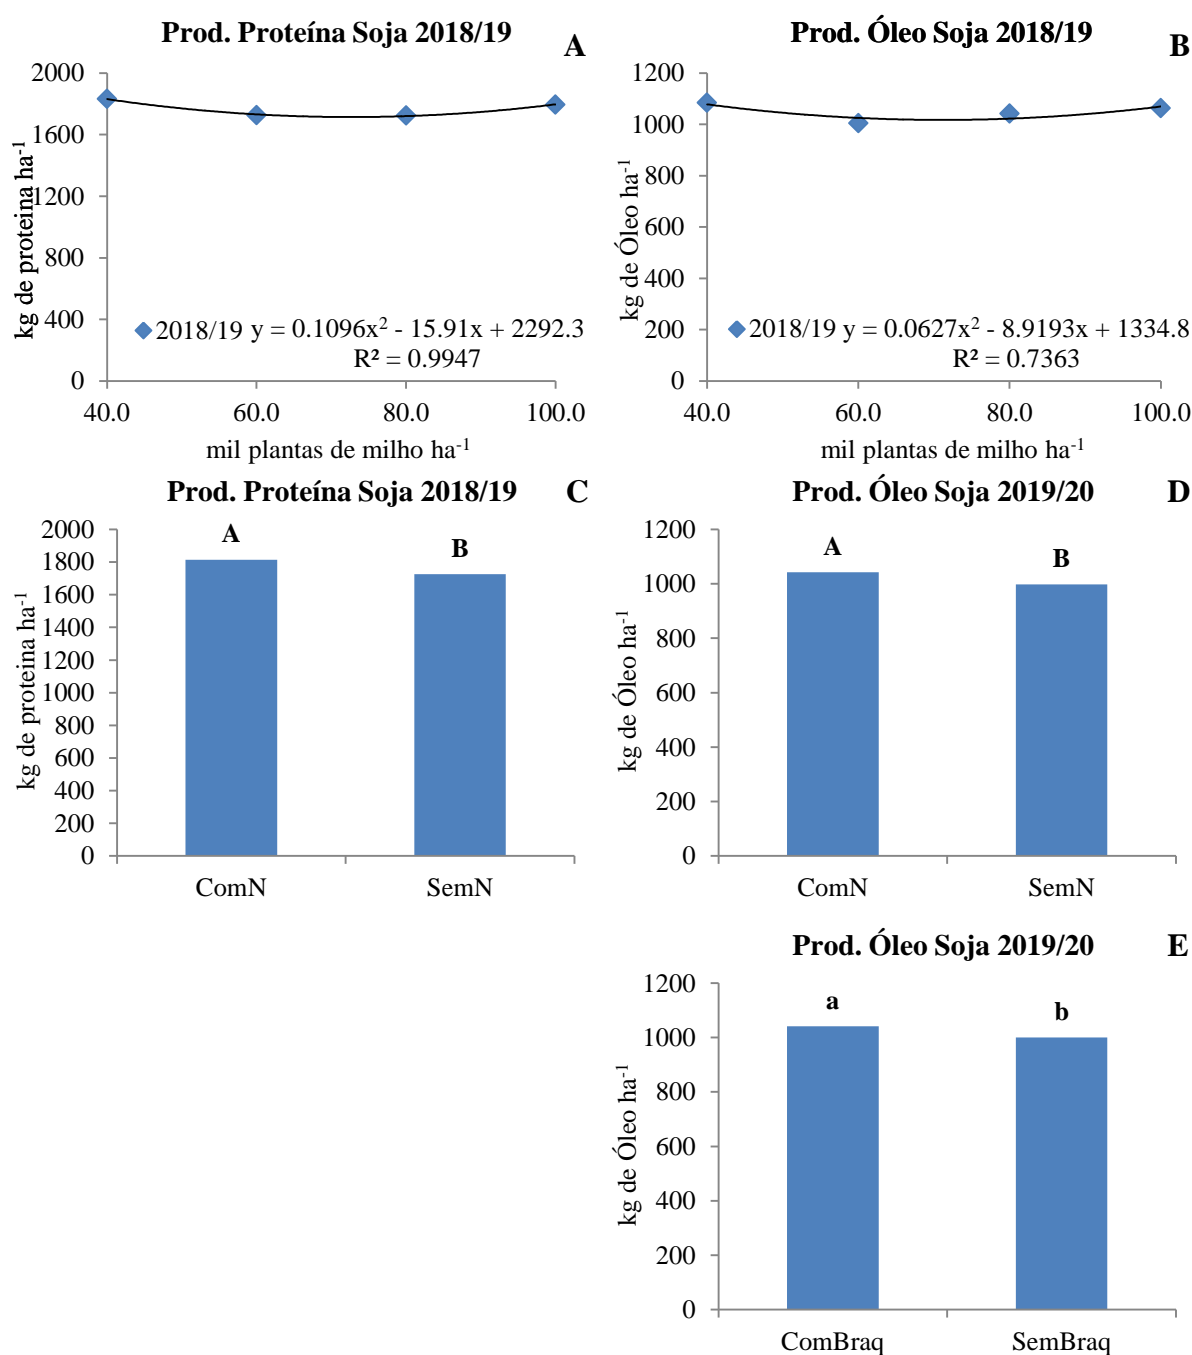 Prod. Proteína Soja 2018/19
A
kg de proteina ha-1
2000
1600
1200
800
400
0
2018/19 y = 0.1096x2 - 15.91x + 2292.3
R² = 0.9947
40.0 60.0 80.0 100.0
mil plantas de milho ha-1
Prod. Óleo Soja 2018/19
B
kg de Óleo ha-1
1200
1000
800
600
400
200
0
2018/19 y = 0.0627x2 - 8.9193x + 1334.8
R² = 0.7363
40.0 60.0 80.0 100.0
mil plantas de milho ha-1
Prod. Proteína Soja 2018/19
C
kg de proteina ha-1
2000
1800
1600
1400
1200
1000
800
600
400
200
0
A
B
ComN SemN
Prod. Óleo Soja 2019/20
D
kg de Óleo ha-1
1200
1000
800
600
400
200
0
A
B
ComN SemN
Prod. Óleo Soja 2019/20
E
kg de Óleo ha-1
1200
1000
800
600
400
200
0
a
b
ComBraq SemBraq